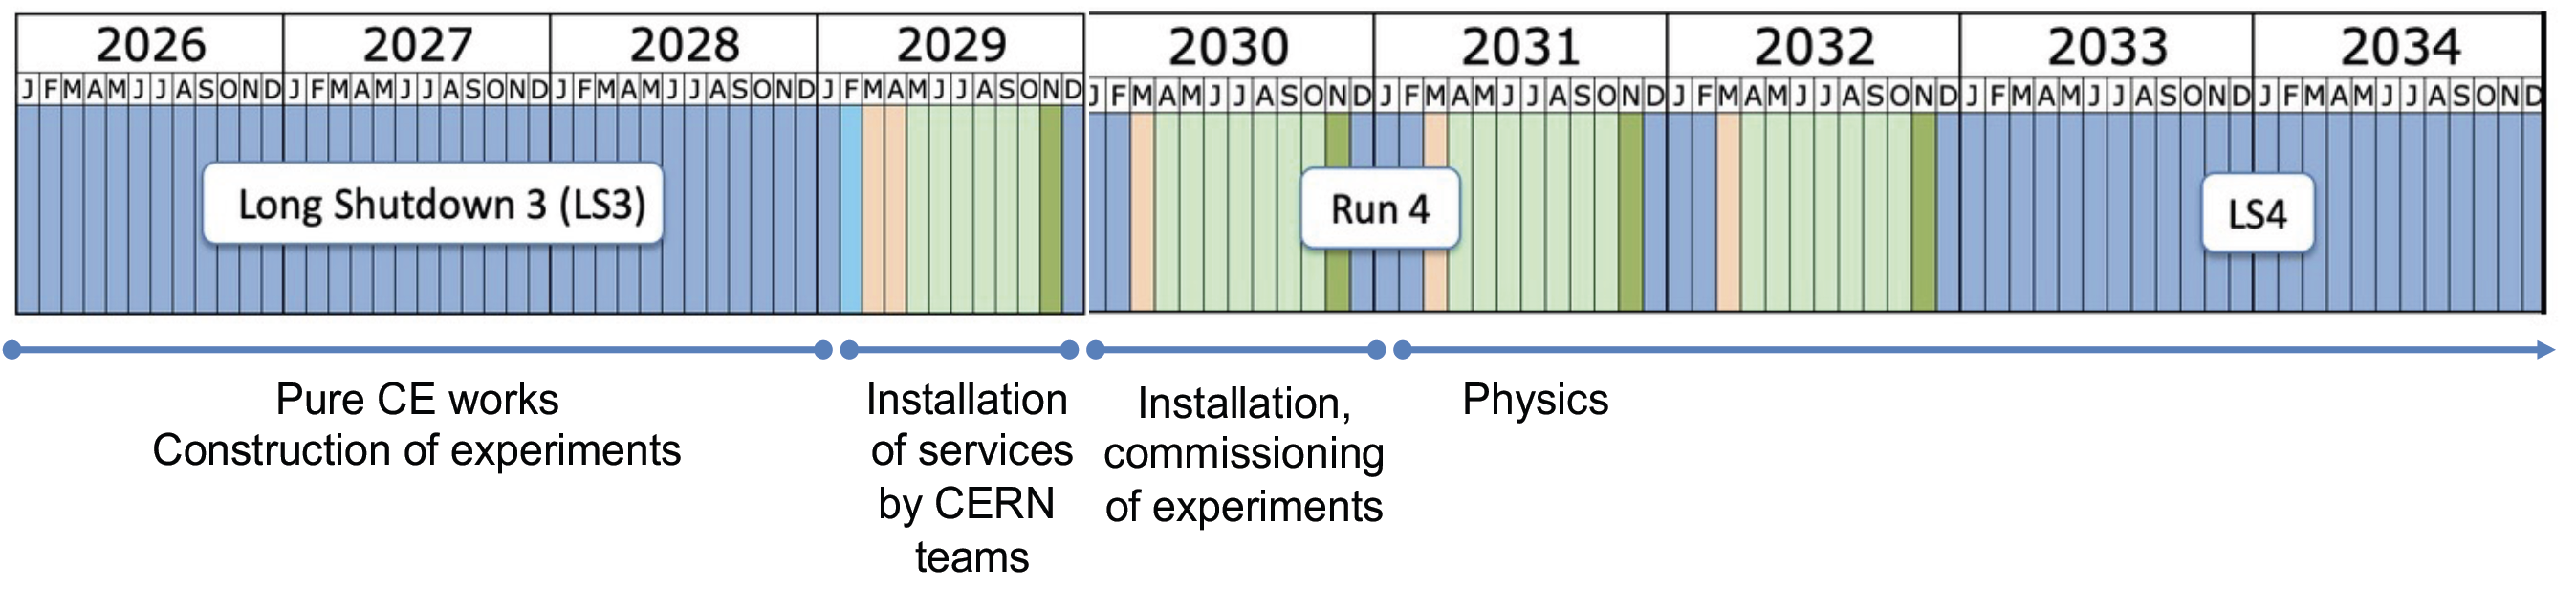 2026 2027 2028 2029 2030 2031 2032 2033 2034
J F M A M J J A S O N D J F M A M J J A S O N D J F M A M J J A S O N D J F M A M J J A S O N D J F M A M J J A S O N D J F M A M J J A S O N D J F M A M J J A S O N D J F M A M J J A S O N D J F M A M J J A S O N D
Long Shutdown 3 (LS3)
Run 4
LS4
Pure CE works
Construction of experiments
Installation
of services
by CERN
teams
Installation,
commissioning
of experiments
Physics